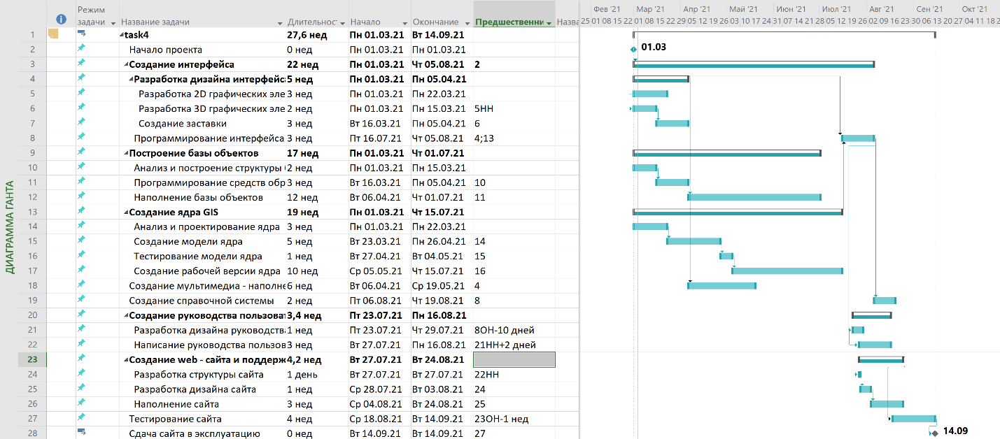 Режим задачи Название задачи Длительнос Начало Окончание Предшественни Назва
Фев '21 Мар '21 Апр '21 Май '21 Июн '21 Июл '21 Авг '21 Сен '21 Окт '21
25 01 08 15 22 01 08 15 22 29 05 12 19 26 03 10 17 24 31 07 14 21 28 05 12 19 26 02 09 16 23 30 06 13 20 27 04 11 18 2
ДИАГРАММА ГАНТА
1 task4 27,6 нед Пн 01.03.21 Вт 14.09.21
2 Начало проекта 0 нед Пн 01.03.21 Пн 01.03.21 01.03
3 Создание интерфейса 22 нед Пн 01.03.21 Чт 05.08.21 2
4 Разработка дизайна интерфейс 5 нед Пн 01.03.21 Пн 05.04.21
5 Разработка 2D графических эле 3 нед Пн 01.03.21 Пн 22.03.21
6 Разработка 3D графических эле 2 нед Пн 01.03.21 Пн 15.03.21 5НН
7 Создание заставки 3 нед Вт 16.03.21 Пн 05.04.21 6
8 Программирование интерфейса 3 нед Пт 16.07.21 Чт 05.08.21 4;13
9 Построение базы объектов 17 нед Пн 01.03.21 Чт 01.07.21
10 Анализ и построение структуры 2 нед Пн 01.03.21 Пн 15.03.21
11 Программирование средств обр 3 нед Вт 16.03.21 Пн 05.04.21 10
12 Наполнение базы объектов 12 нед Вт 06.04.21 Чт 01.07.21 11
13 Создание ядра GIS 19 нед Пн 01.03.21 Чт 15.07.21
14 Анализ и проектирование ядра 3 нед Пн 01.03.21 Пн 22.03.21
15 Создание модели ядра 5 нед Вт 23.03.21 Пн 26.04.21 14
16 Тестирование модели ядра 1 нед Вт 27.04.21 Вт 04.05.21 15
17 Создание рабочей версии ядра 10 нед Ср 05.05.21 Чт 15.07.21 16
18 Создание мультимедиа - наполне 6 нед Вт 06.04.21 Ср 19.05.21 4
19 Создание справочной системы 2 нед Пт 06.08.21 Чт 19.08.21 8
20 Создание руководства пользоват 3,4 нед Пт 23.07.21 Пн 16.08.21
21 Разработка дизайна руководств 1 нед Пт 23.07.21 Чт 29.07.21 8ОН-10 дней
22 Написание руководства пользов 3 нед Вт 27.07.21 Пн 16.08.21 21НН+2 дней
23 Создание web - сайта и поддерж 4,2 нед Вт 27.07.21 Вт 24.08.21
24 Разработка структуры сайта 1 день Вт 27.07.21 Вт 27.07.21 22НН
25 Разработка дизайна сайта 1 нед Ср 28.07.21 Вт 03.08.21 24
26 Наполнение сайта 3 нед Ср 04.08.21 Вт 24.08.21 25
27 Тестирование сайта 4 нед Ср 18.08.21 Вт 14.09.21 23ОН-1 нед
28 Сдача сайта в эксплуатацию 0 нед Вт 14.09.21 Вт 14.09.21 27 14.09